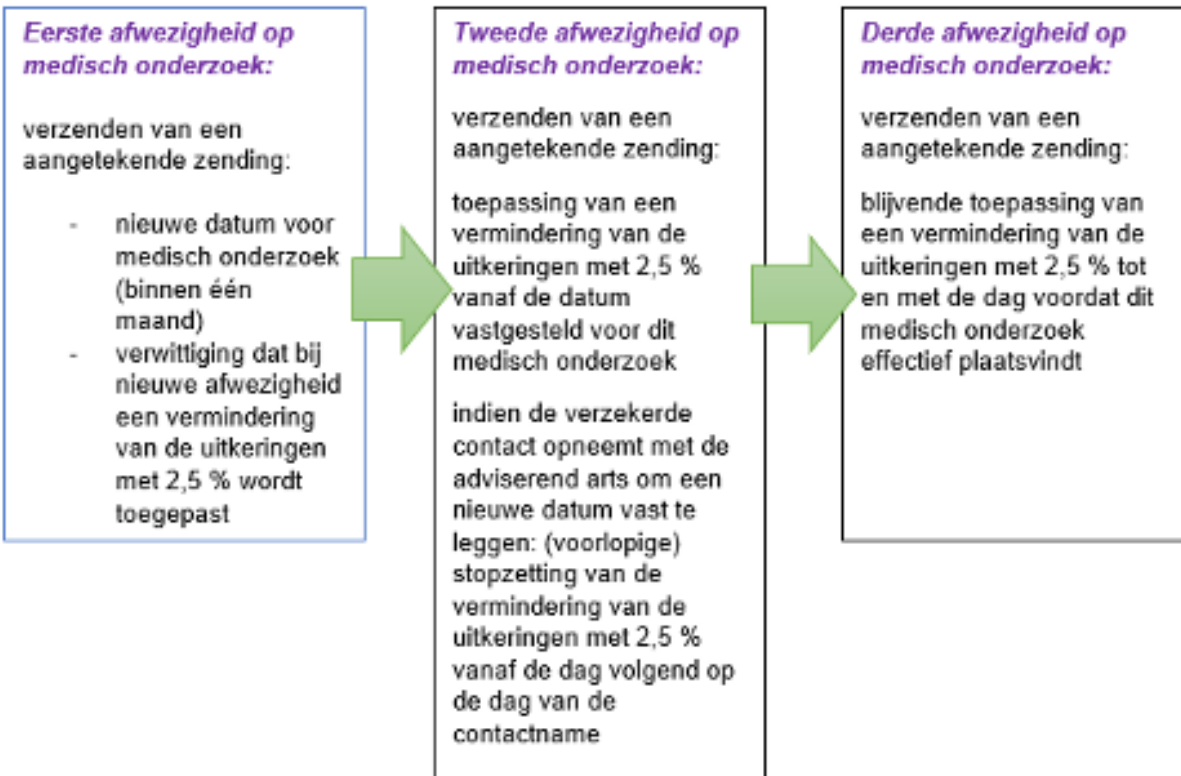 Eerste afwezigheid op
medisch onderzoek:
verzenden van een
aangetekende zending:
- nieuwe datum voor
medisch onderzoek
(binnen één
maand)
- verwittiging dat bij
nieuwe afwezigheid
een vermindering
van de uitkeringen
met 2,5 % wordt
toegepast
Tweede afwezigheid op
medisch onderzoek:
verzenden van een
aangetekende zending:
toepassing van een
vermindering van de
uitkeringen met 2,5 %
vanaf de datum
vastgesteld voor dit
medisch onderzoek
indien de verzekerde
contact opneemt met de
adviserend arts om een
nieuwe datum vast te
leggen: (voorlopige)
stopzetting van de
vermindering van de
uitkeringen met 2,5 %
vanaf de dag volgend op
de dag van de
contactname
Derde afwezigheid op
medisch onderzoek:
verzenden van een
aangetekende zending:
blijvende toepassing van
een vermindering van de
uitkeringen met 2,5 % tot
en met de dag voordat dit
medisch onderzoek
effectief plaatsvindt